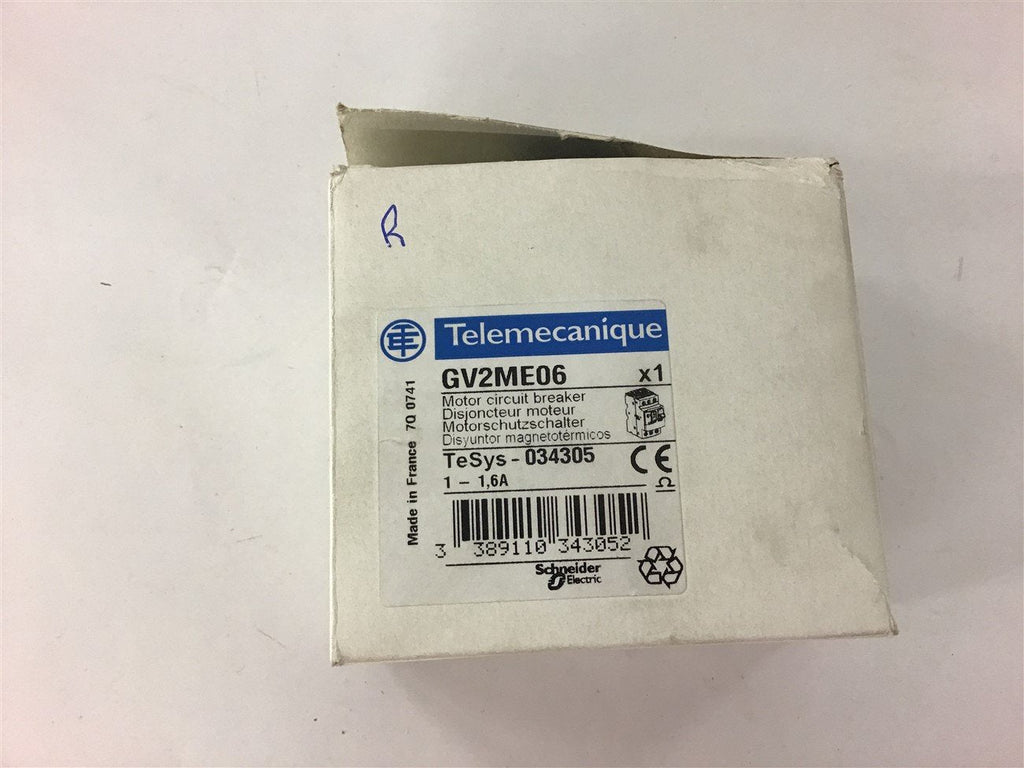 R
Telemecanique
GV2ME06 x1
Motor circuit breaker
Disjoncteur moteur
Motorschutzschalter
Disyuntor magnetotérmicos
TeSys - 034305
CE
1 - 1,6A
3 389110 343052
Schneider
Electric
Made in France 7Q 0741